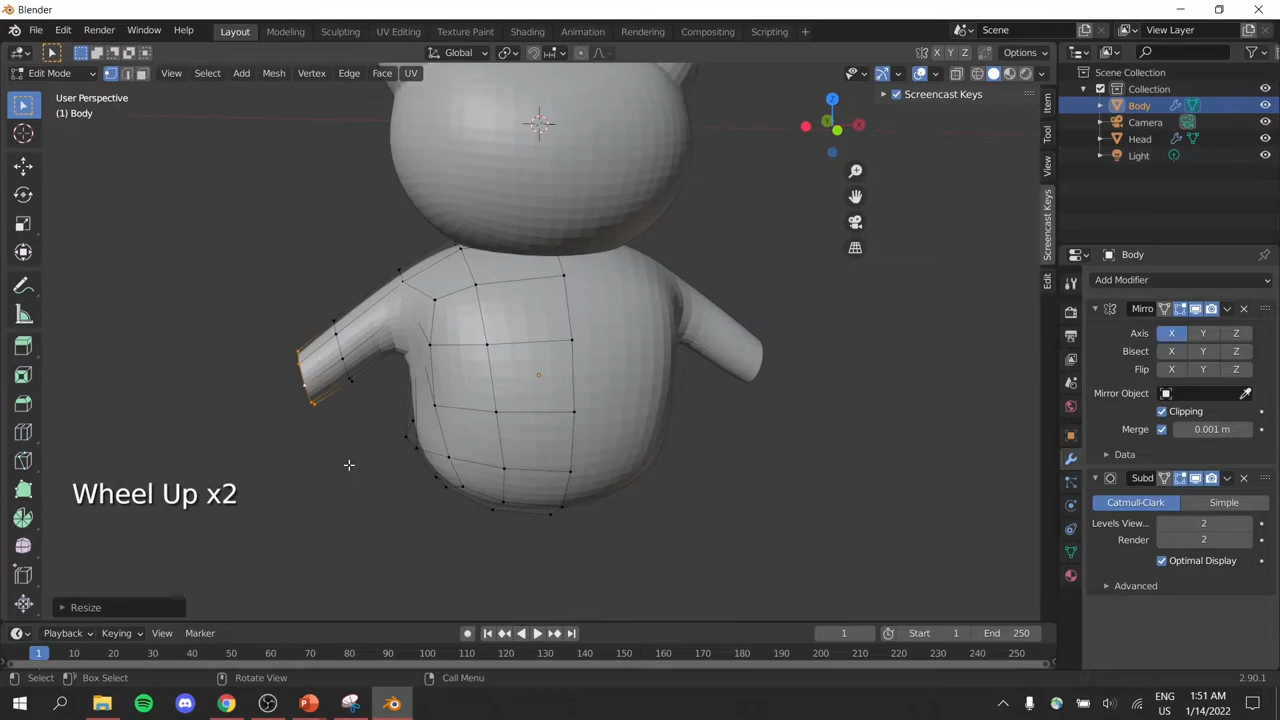 Blender
File Edit Render Window Help Layout Modeling Sculpting UV Editing Texture Paint Shading Animation Rendering Compositing Scripting Scene View Layer
Global X Y Z Options
Edit Mode View Select Add Mesh Vertex Edge Face UV
Scene Collection
Collection
Body
Camera
Head
Light
User Perspective
(1) Body
Screencast Keys
Z
Item
Tool
View
Screencast Keys
Edit
Body
Add Modifier
Mirro
Axis X Y Z
Bisect X Y Z
Flip X Y Z
Mirror Object
Clipping
Merge 0.001 m
Data
Subd
Catmull-Clark Simple
Levels View... 2
Render 2
Optimal Display
Advanced
Wheel Up x2
Resize
Playback Keying View Marker 1 Start 1 End 250
1 10 20 30 40 50 60 70 80 90 100 110 120 130 140 150 160 170 180 190 200 210 220 230 240 250
Select Box Select Rotate View Call Menu 2.90.1
ENG
US
1:51 AM
1/14/2022